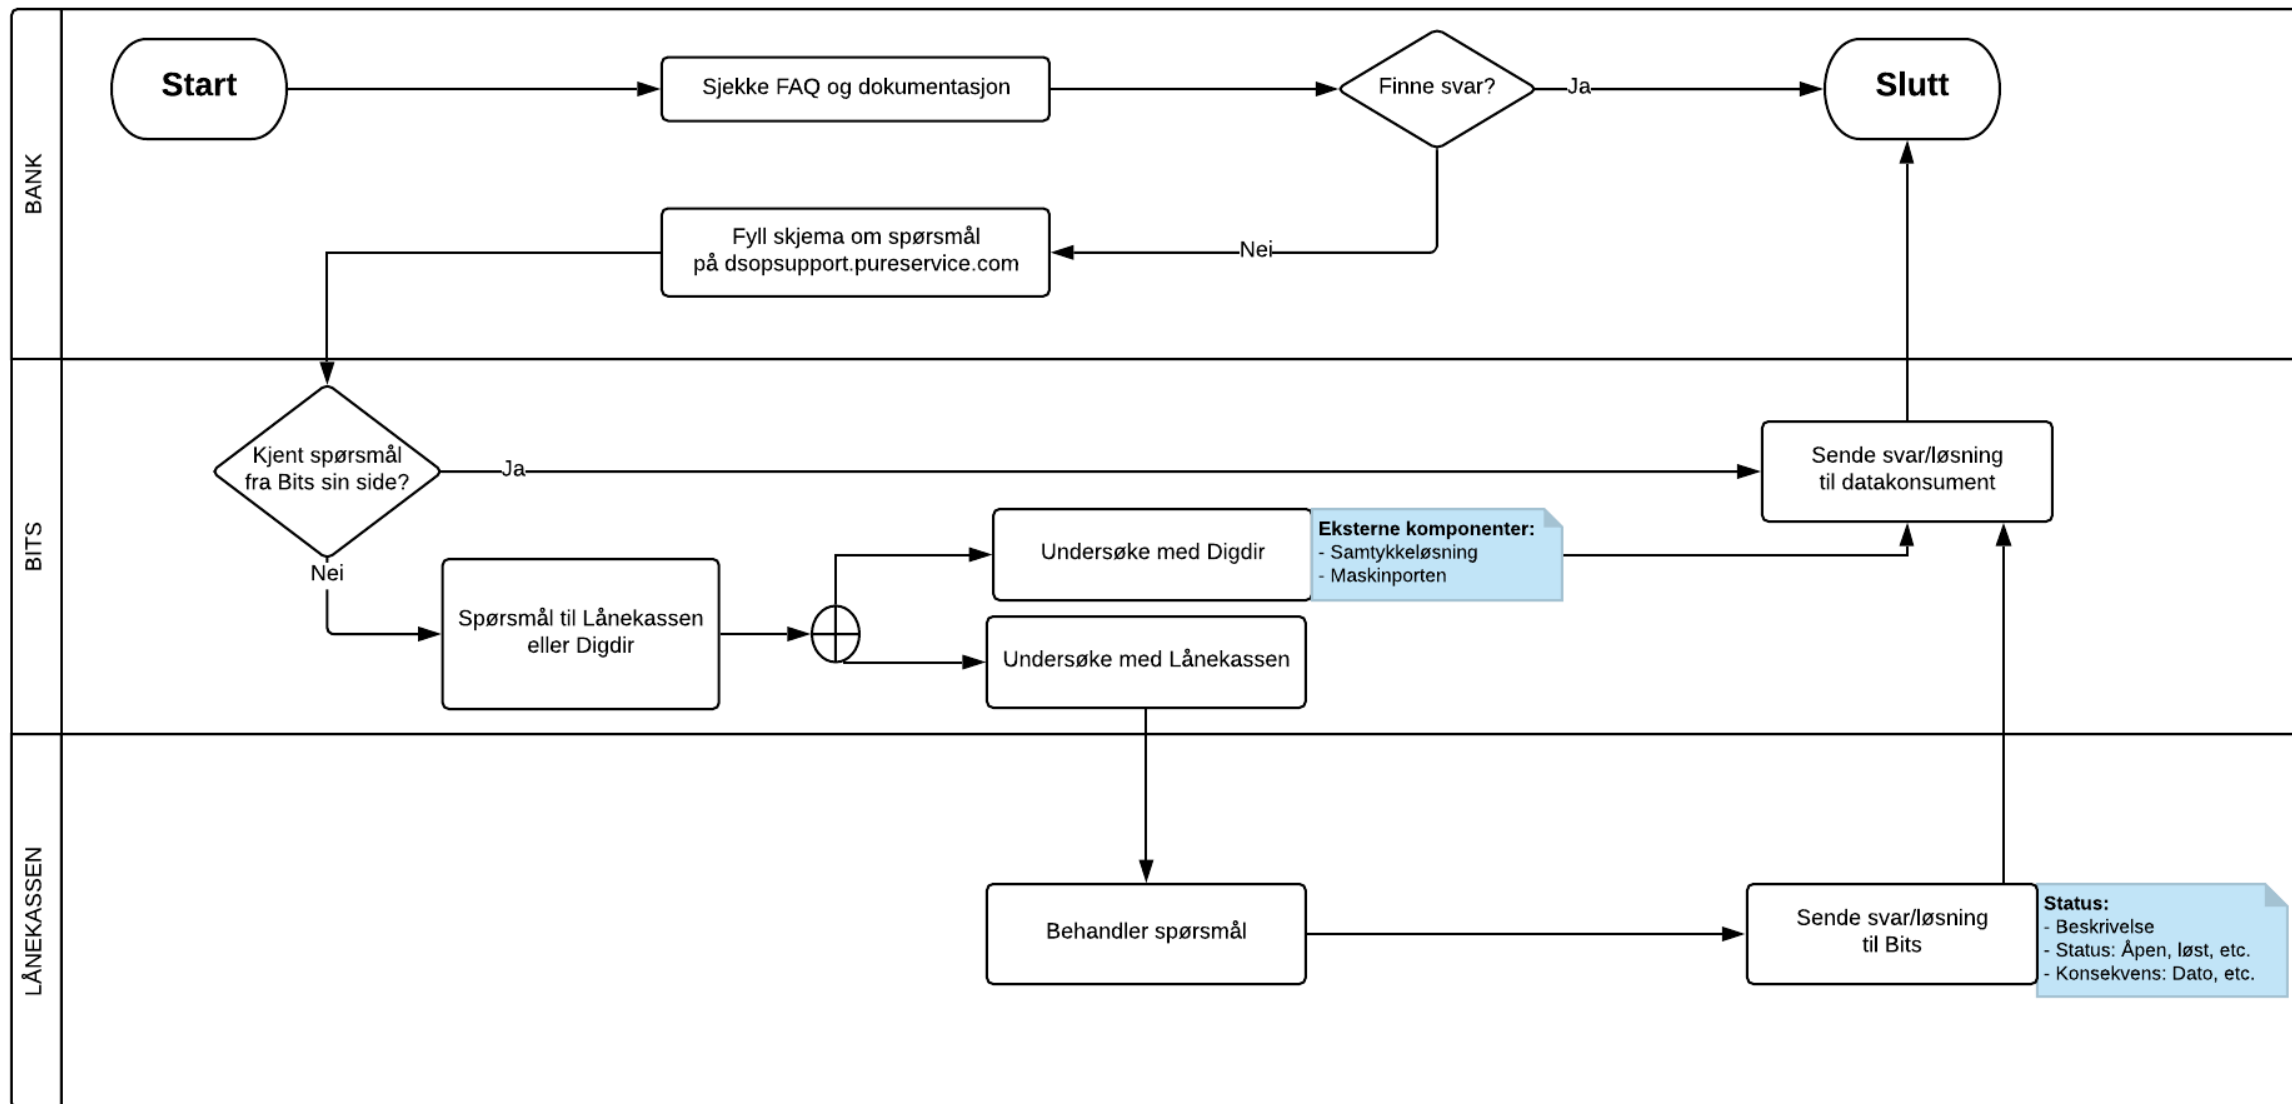 BANK
Start
Sjekke FAQ og dokumentasjon
Finne svar?
Ja
Slutt
Fyll skjema om spørsmål
på dsopsupport.pureservice.com
Nei
BITS
Kjent spørsmål
fra Bits sin side?
Ja
Sende svar/løsning
til datakonsument
Nei
Spørsmål til Lånekassen
eller Digdir
Undersøke med Digdir
Eksterne komponenter:
- Samtykkeløsning
- Maskinporten
Undersøke med Lånekassen
LÅNEKASSEN
Behandler spørsmål
Sende svar/løsning
til Bits
Status:
- Beskrivelse
- Status: Åpen, løst, etc.
- Konsekvens: Dato, etc.